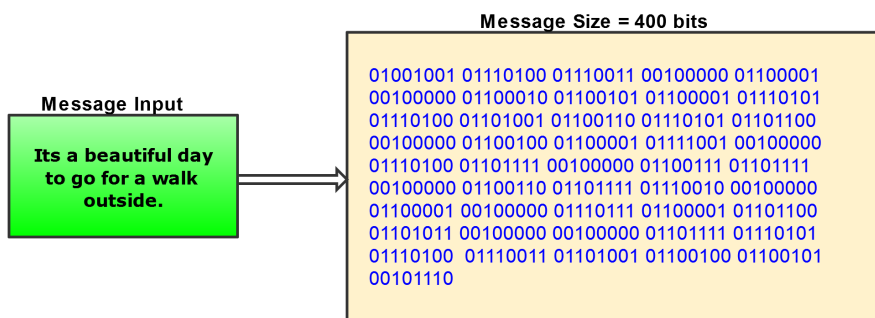 Message Size = 400 bits
Message Input
Its a beautiful day
to go for a walk
outside.
01001001 01110100 01110011 00100000 01100001
00100000 01100010 01100101 01100001 01110101
01110100 01101001 01100110 01110101 01101100
00100000 01100100 01100001 01111001 00100000
01110100 01101111 00100000 01100111 01101111
00100000 01100110 01101111 01110010 00100000
01100001 00100000 01110111 01100001 01101100
01101011 00100000 00100000 01101111 01110101
01110100  01110011 01101001 01100100 01100101
00101110